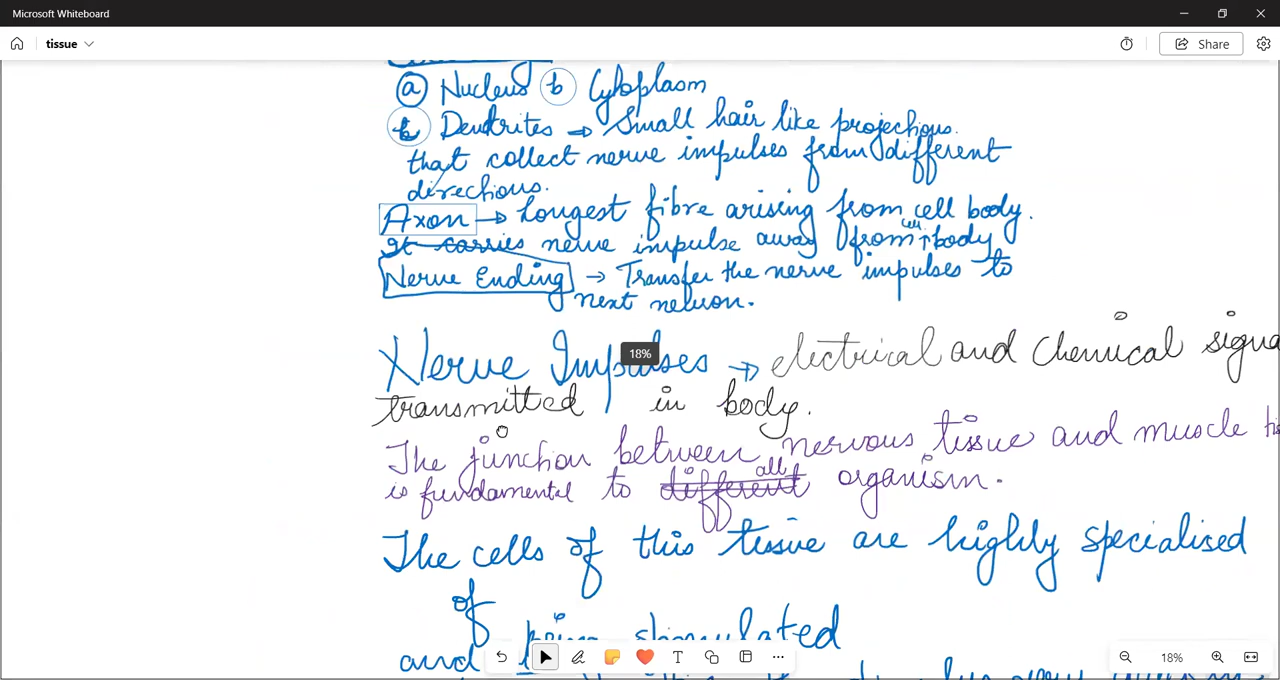 Microsoft Whiteboard
tissue
Share
a Nucleus b Cytoplasm
b Dendrites → Small hair like projections.
that collect nerve impulses from different
directions.
Axon → Longest fibre arising from cell body.
It carries nerve impulse away from cell body
Nerve Ending → Transfer the nerve impulses to
next neuron.
Nerve Impulses → electrical and chemical signa
18%
transmitted in body.
The junction between nervous tissue and muscle ti
is fundamental to different all organism.
The cells of this tissue are highly specialised
of being stimulated
and
18%